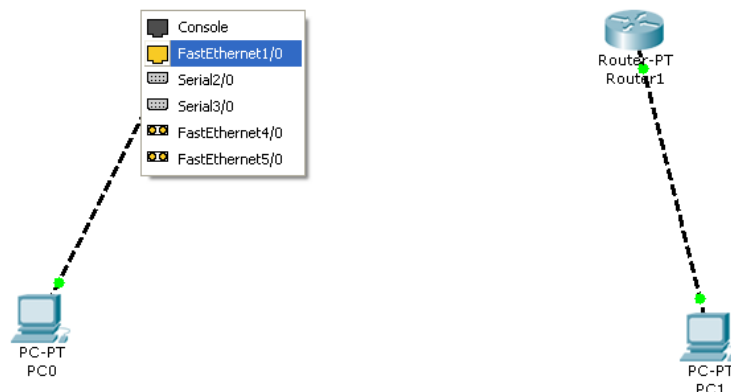 Console
FastEthernet1/0
Serial2/0
Serial3/0
FastEthernet4/0
FastEthernet5/0
Router-PT
Router1
PC-PT
PC0
PC-PT
PC1